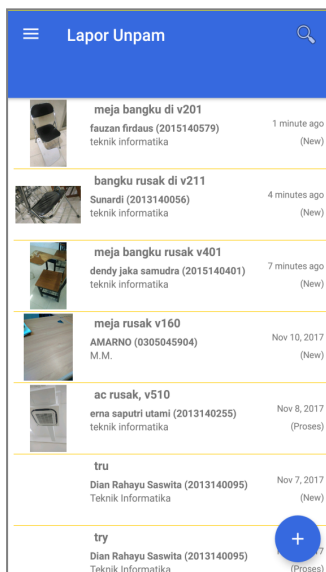 Lapor Unpam
meja bangku di v201
fauzan firdaus (2015140579)
teknik informatika
1 minute ago
(New)
bangku rusak di v211
Sunardi (2013140056)
teknik informatika
4 minutes ago
(New)
meja bangku rusak v401
dendy jaka samudra (2015140401)
teknik informatika
7 minutes ago
(New)
meja rusak v160
AMARNO (0305045904)
M.M.
Nov 10, 2017
(New)
ac rusak, v510
erna saputri utami (2013140255)
teknik informatika
Nov 8, 2017
(Proses)
tru
Dian Rahayu Saswita (2013140095)
Teknik Informatika
Nov 7, 2017
(New)
try
Dian Rahayu Saswita (2013140095)
Teknik Informatika
(Proses)